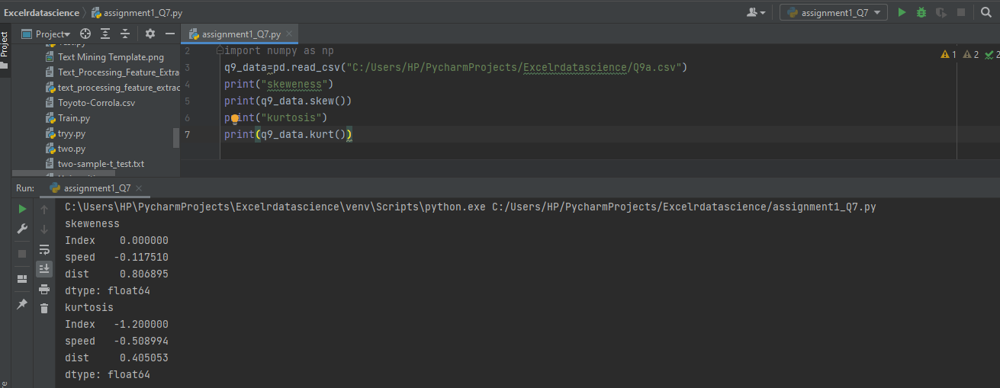 Excelrdatascience assignment1_Q7.py assignment1_Q7
Project assignment1_Q7.py
Project
Text Mining Template.png
Text_Processing_Feature_Extra
text_processing_feature_extrac
Toyoto-Corrola.csv
Train.py
tryy.py
two.py
two-sample-t_test.txt
2 import numpy as np
1 2 2
3 q9_data=pd.read_csv("C:/Users/HP/PycharmProjects/Excelrdatascience/Q9a.csv")
4 print("skeweness")
5 print(q9_data.skew())
6 print("kurtosis")
7 print(q9_data.kurt())
Run: assignment1_Q7
C:\Users\HP\PycharmProjects\Excelrdatascience\venv\Scripts\python.exe C:/Users/HP/PycharmProjects/Excelrdatascience/assignment1_Q7.py
skeweness
Index 0.000000
speed -0.117510
dist 0.806895
dtype: float64
kurtosis
Index -1.200000
speed -0.508994
dist 0.405053
dtype: float64